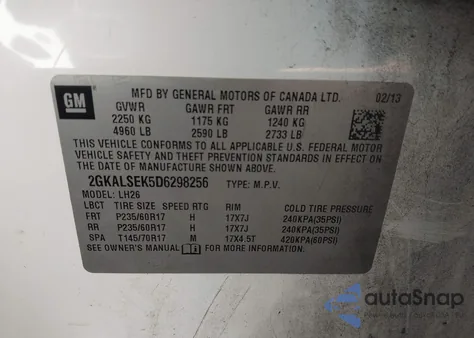 GM
MFD BY GENERAL MOTORS OF CANADA LTD. 02/13
GVWR GAWR FRT GAWR RR
2250 KG 1175 KG 1240 KG
4960 LB 2590 LB 2733 LB
THIS VEHICLE CONFORMS TO ALL APPLICABLE U.S. FEDERAL MOTOR
VEHICLE SAFETY AND THEFT PREVENTION STANDARDS IN EFFECT ON
THE DATE OF MANUFACTURE SHOWN ABOVE.
2GKALSEK5D6298256 TYPE: M.P.V.
MODEL: LH26
LBCT TIRE SIZE SPEED RTG RIM COLD TIRE PRESSURE
FRT P235/60R17 H 17X7J 240KPA(35PSI)
RR P235/60R17 H 17X7J 240KPA(35PSI)
SPA T145/70R17 M 17X4.5T 420KPA(60PSI)
SEE OWNER'S MANUAL FOR MORE INFORMATION
autoSnap